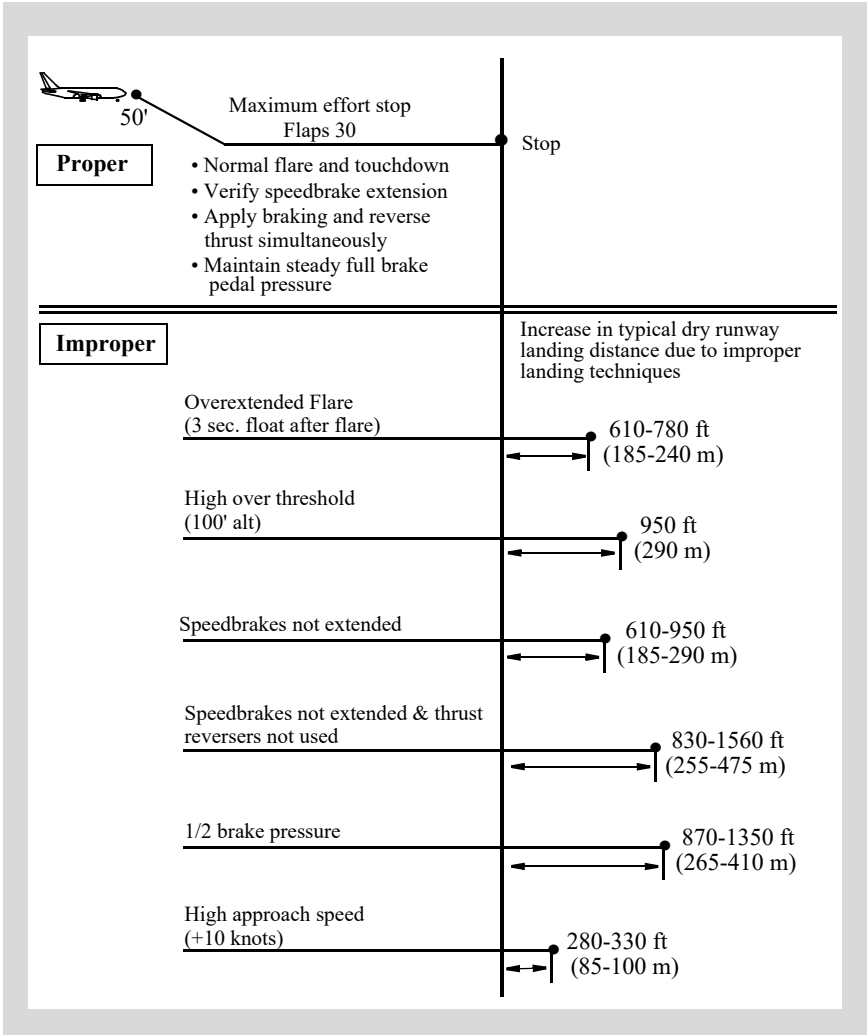 50'
Maximum effort stop
Flaps 30
Stop
Proper
• Normal flare and touchdown
• Verify speedbrake extension
• Apply braking and reverse
thrust simultaneously
• Maintain steady full brake
pedal pressure
Improper
Increase in typical dry runway
landing distance due to improper
landing techniques
Overextended Flare
(3 sec. float after flare)
610-780 ft
(185-240 m)
High over threshold
(100' alt)
950 ft
(290 m)
Speedbrakes not extended
610-950 ft
(185-290 m)
Speedbrakes not extended & thrust
reversers not used
830-1560 ft
(255-475 m)
1/2 brake pressure
870-1350 ft
(265-410 m)
High approach speed
(+10 knots)
280-330 ft
(85-100 m)